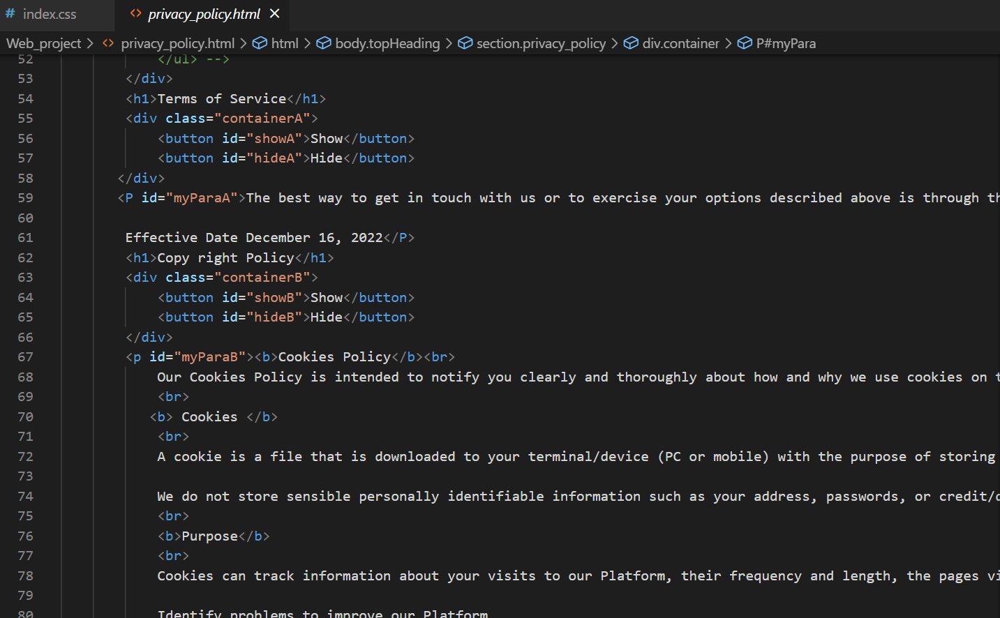 # index.css <> privacy_policy.html ×
Web_project > <> privacy_policy.html > html > body.topHeading > section.privacy_policy > div.container > P#myPara
52 </ul> -->
53 </div>
54 <h1>Terms of Service</h1>
55 <div class="containerA">
56 <button id="showA">Show</button>
57 <button id="hideA">Hide</button>
58 </div>
59 <P id="myParaA">The best way to get in touch with us or to exercise your options described above is through
60
61 Effective Date December 16, 2022</P>
62 <h1>Copy right Policy</h1>
63 <div class="containerB">
64 <button id="showB">Show</button>
65 <button id="hideB">Hide</button>
66 </div>
67 <p id="myParaB"><b>Cookies Policy</b><br>
68 Our Cookies Policy is intended to notify you clearly and thoroughly about how and why we use cookies on
69 <br>
70 <b> Cookies </b>
71 <br>
72 A cookie is a file that is downloaded to your terminal/device (PC or mobile) with the purpose of storing
73
74 We do not store sensible personally identifiable information such as your address, passwords, or credit/
75 <br>
76 <b>Purpose</b>
77 <br>
78 Cookies can track information about your visits to our Platform, their frequency and length, the pages
79
80 Identify problems to improve our Platform